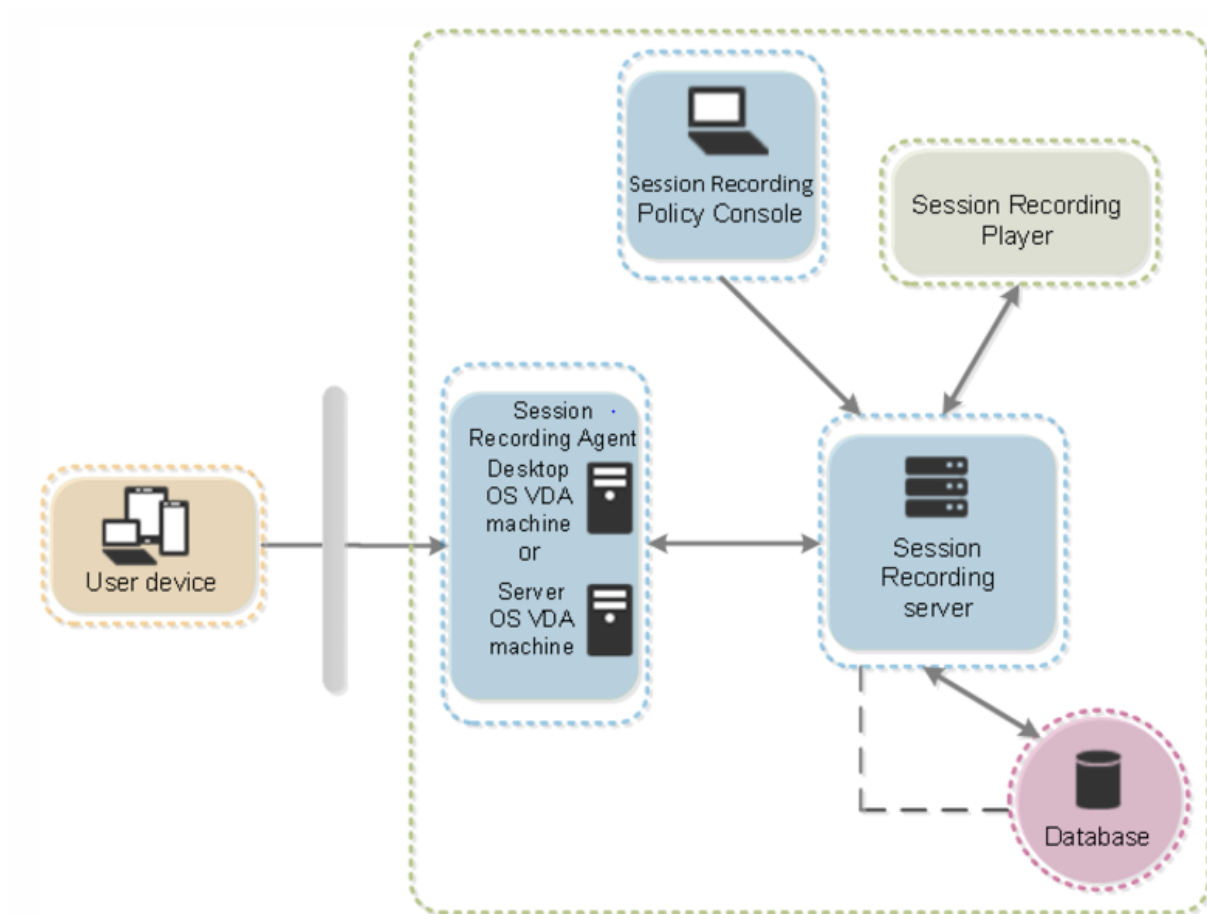 Session Recording
Policy Console
Session Recording
Player
Session
Recording Agent
Desktop
OS VDA
machine
or
Server
OS VDA
machine
User device
Session
Recording
server
Database